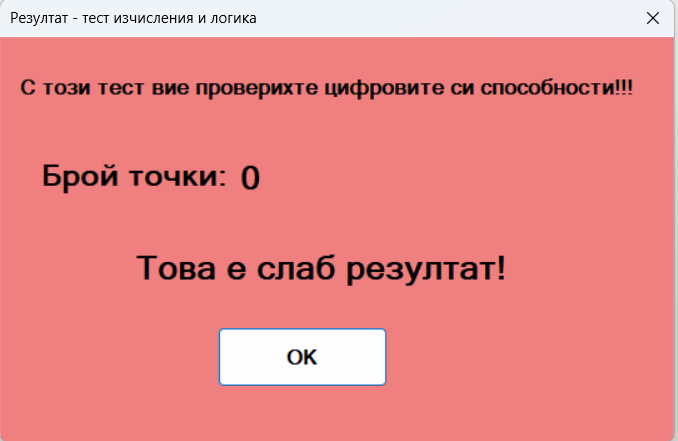 Резултат - тест изчисления и логика
С този тест вие проверихте цифровите си способности!!!
Брой точки: 0
Това е слаб резултат!
OK